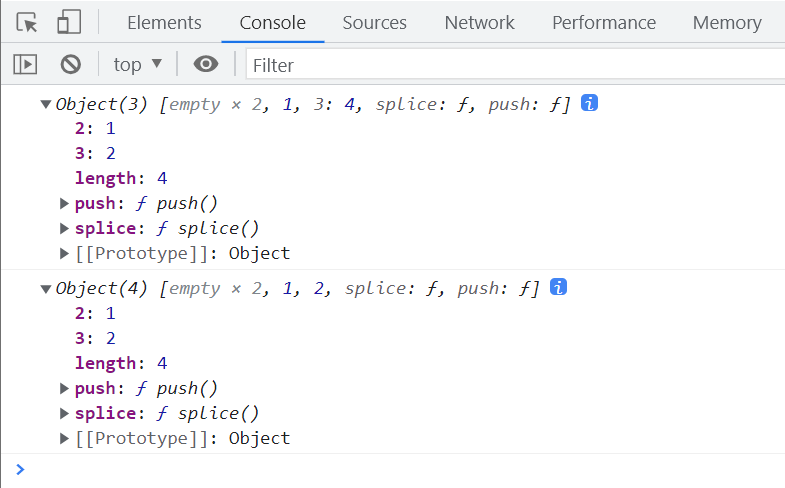 Elements Console Sources Network Performance Memory
top ▼ Filter
▼Object(3) [empty × 2, 1, 3: 4, splice: ƒ, push: ƒ] i
2: 1
3: 2
length: 4
▶push: ƒ push()
▶splice: ƒ splice()
▶[[Prototype]]: Object
▼Object(4) [empty × 2, 1, 2, splice: ƒ, push: ƒ] i
2: 1
3: 2
length: 4
▶push: ƒ push()
▶splice: ƒ splice()
▶[[Prototype]]: Object
>